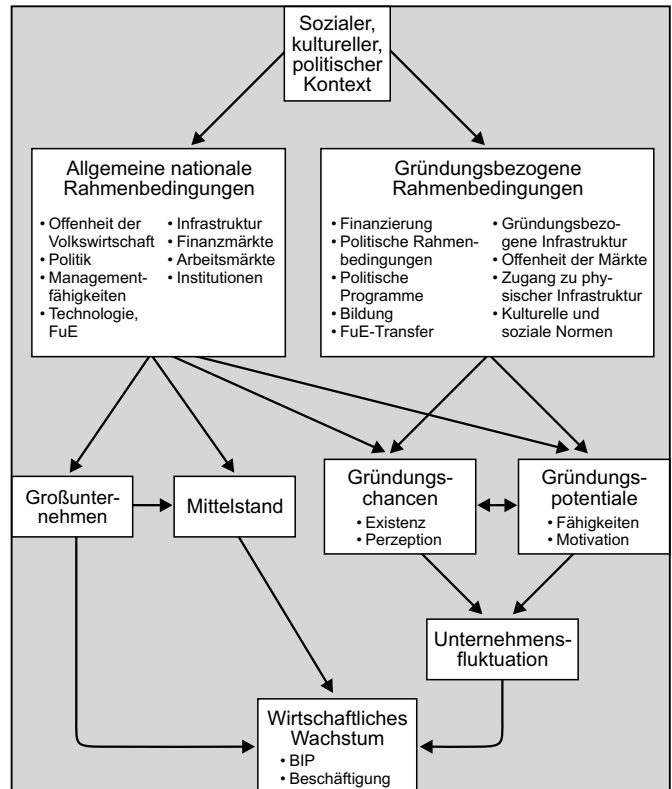 Sozialer,
kultureller,
politischer
Kontext
Allgemeine nationale
Rahmenbedingungen
• Offenheit der
Volkswirtschaft
• Politik
• Management-
fähigkeiten
• Technologie,
FuE
• Infrastruktur
• Finanzmärkte
• Arbeitsmärkte
• Institutionen
Gründungsbezogene
Rahmenbedingungen
• Finanzierung
• Politische Rahmen-
bedingungen
• Politische
Programme
• Bildung
• FuE-Transfer
• Gründungsbezo-
gene Infrastruktur
• Offenheit der Märkte
• Zugang zu phy-
sischer Infrastruktur
• Kulturelle und
soziale Normen
Großunter-
nehmen
Mittelstand
Gründungs-
chancen
• Existenz
• Perzeption
Gründungs-
potentiale
• Fähigkeiten
• Motivation
Unternehmens-
fluktuation
Wirtschaftliches
Wachstum
• BIP
• Beschäftigung